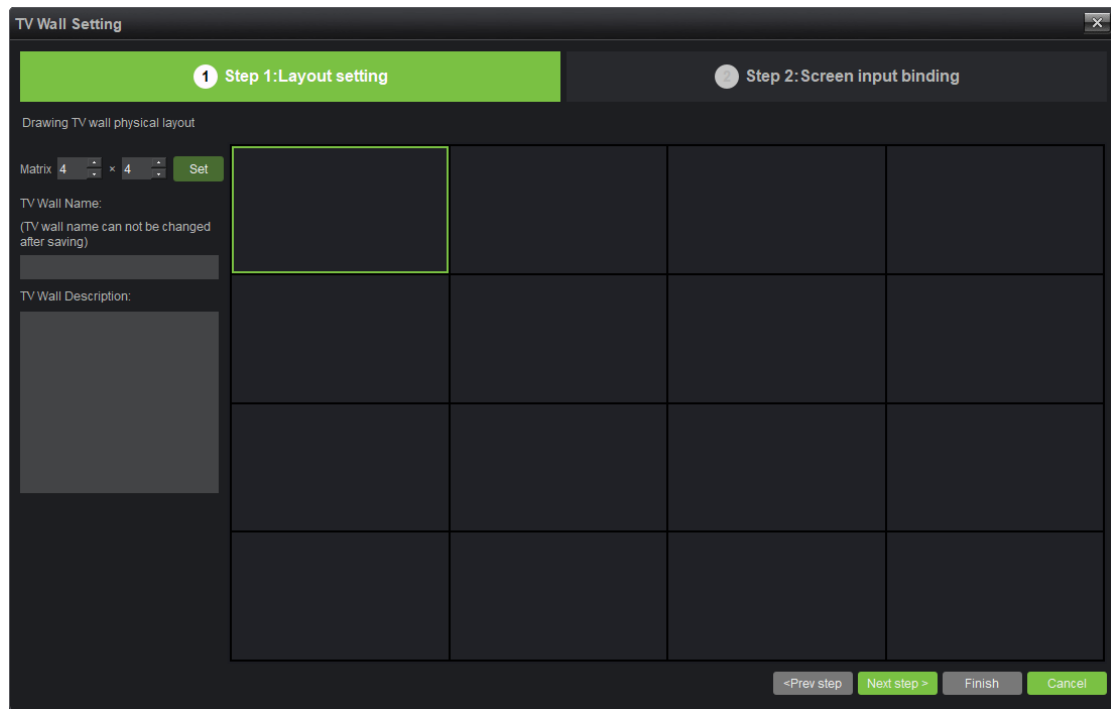 TV Wall Setting
1 Step 1:Layout setting
2 Step 2:Screen input binding
Drawing TV wall physical layout
Matrix 4 × 4 Set
TV Wall Name:
(TV wall name can not be changed
after saving)
TV Wall Description:
<Prev step Next step > Finish Cancel